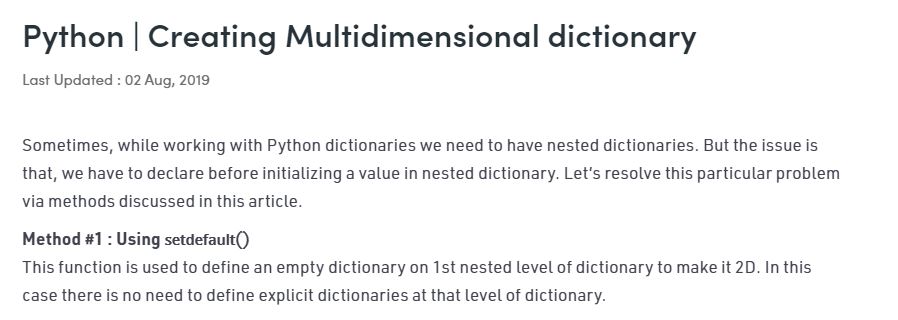 Python | Creating Multidimensional dictionary
Last Updated : 02 Aug, 2019
Sometimes, while working with Python dictionaries we need to have nested dictionaries. But the issue is
that, we have to declare before initializing a value in nested dictionary. Let's resolve this particular problem
via methods discussed in this article.
Method #1 : Using setdefault()
This function is used to define an empty dictionary on 1st nested level of dictionary to make it 2D. In this
case there is no need to define explicit dictionaries at that level of dictionary.